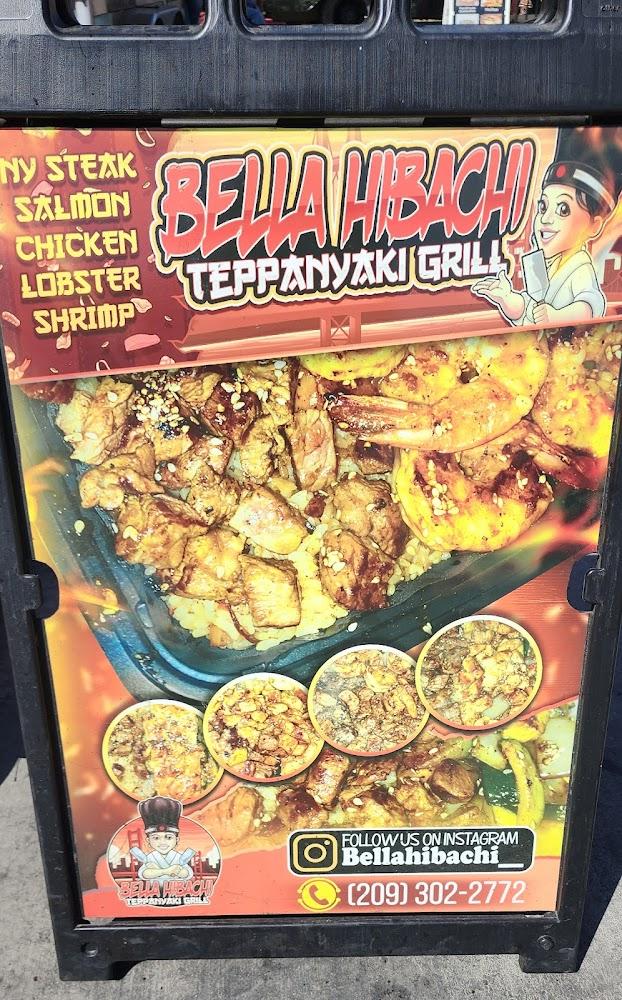 NY STEAK
SALMON
CHICKEN
LOBSTER
SHRIMP
BELLA HIBACHI
TEPPANYAKI GRILL
BELLA HIBACHI
TEPPANYAKI GRILL
FOLLOW US ON INSTAGRAM
Bellahibachi__
(209) 302-2772